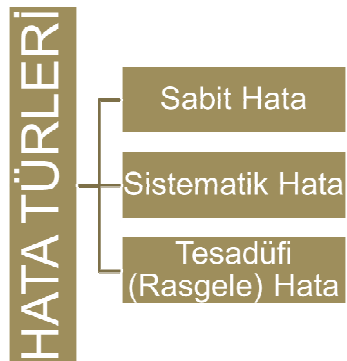 HATA TÜRLERİ
Sabit Hata
Sistematik Hata
Tesadüfi
(Rasgele) Hata